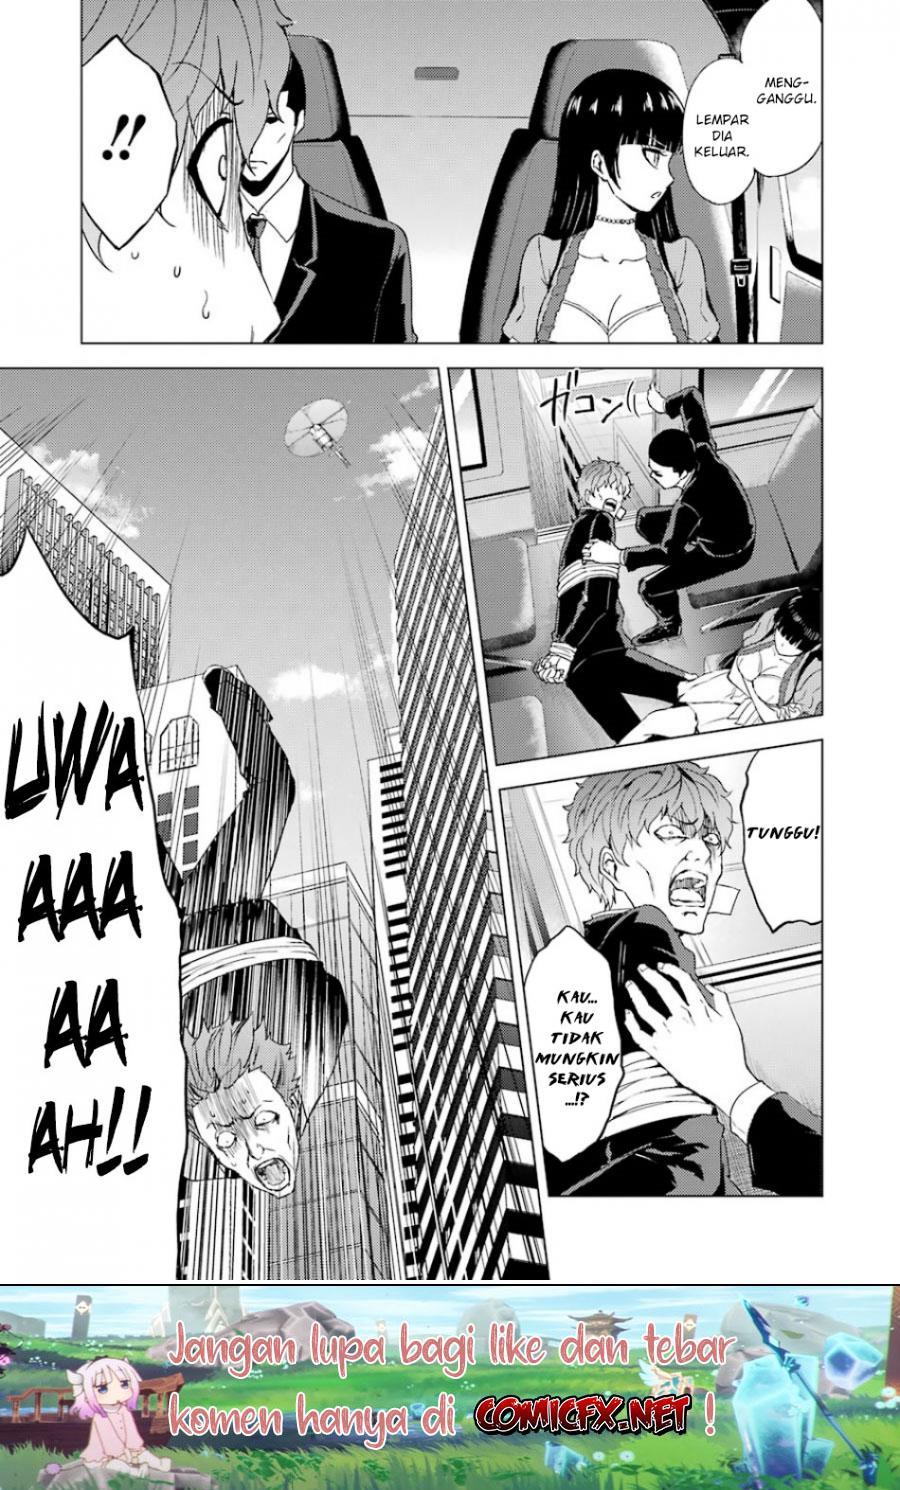 MENG-
GANGGU.
LEMPAR
DIA
KELUAR.
!!
ガコン
TUNGGU!
KAU...
KAU
TIDAK
MUNGKIN
SERIUS
...!?
UWA
AAA
AA
AH!!
Jangan lupa bagi like dan tebar
komen hanya di COMICFX.NET !